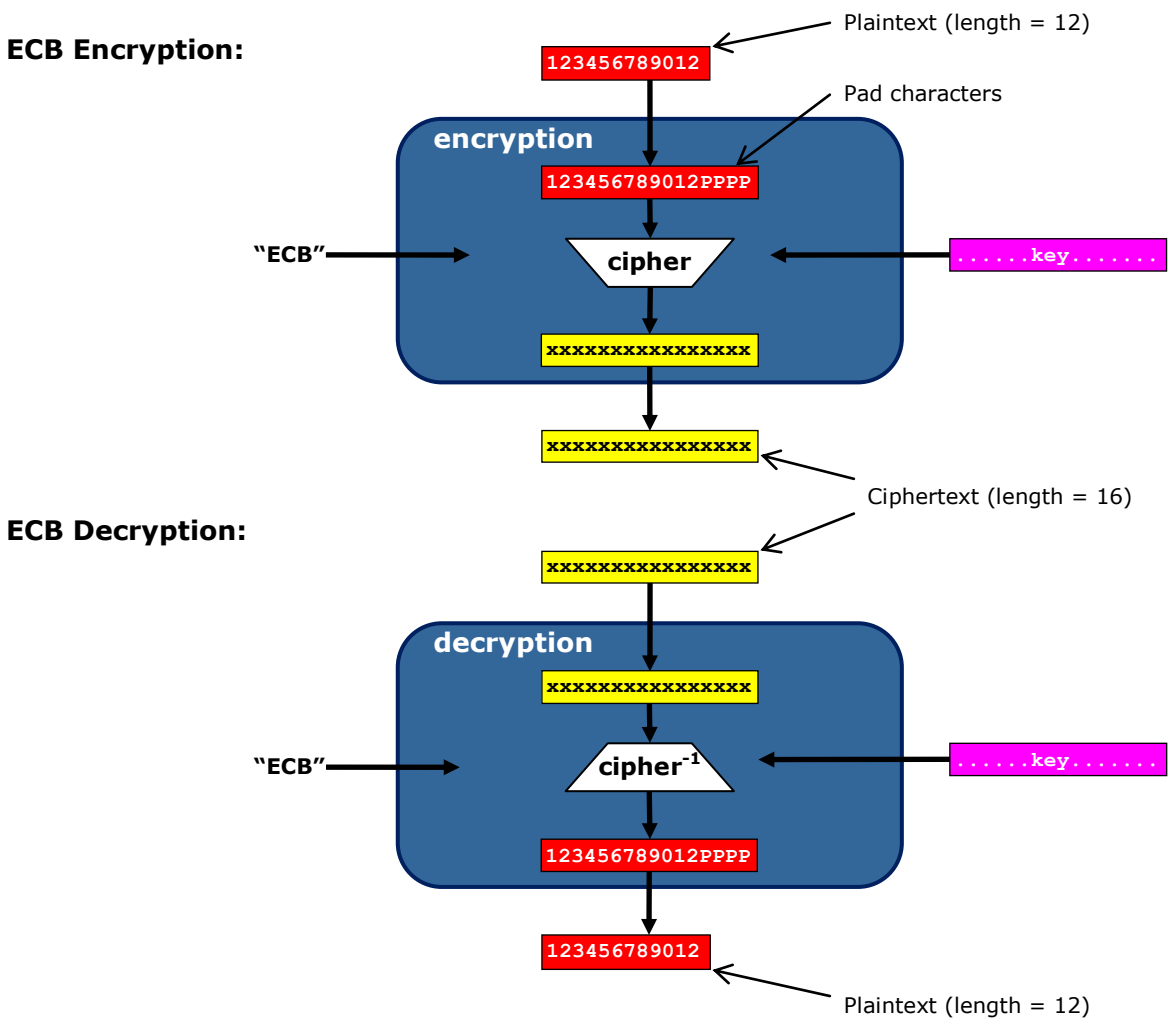 Plaintext (length = 12)
ECB Encryption:
123456789012
Pad characters
encryption
123456789012PPPP
“ECB”
cipher
......key.......
xxxxxxxxxxxxxxxx
xxxxxxxxxxxxxxxx
Ciphertext (length = 16)
ECB Decryption:
xxxxxxxxxxxxxxxx
decryption
xxxxxxxxxxxxxxxx
“ECB”
cipher⁻¹
......key.......
123456789012PPPP
123456789012
Plaintext (length = 12)